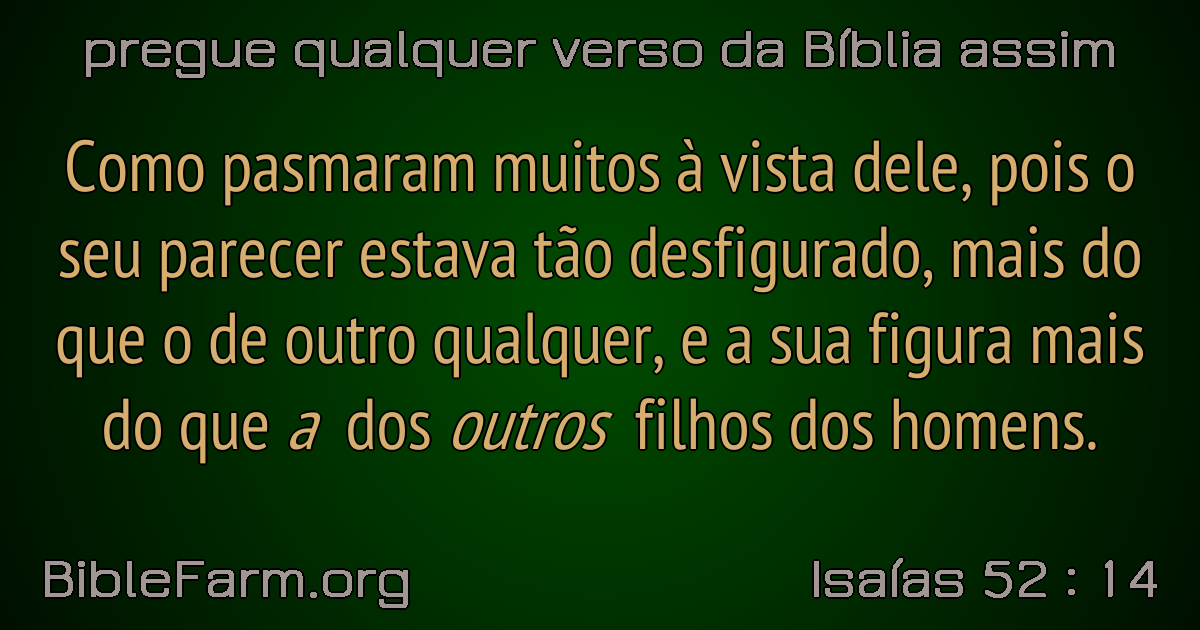 pregue qualquer verso da Bíblia assim
Como pasmaram muitos à vista dele, pois o
seu parecer estava tão desfigurado, mais do
que o de outro qualquer, e a sua figura mais
do que a dos outros filhos dos homens.
BibleFarm.org
Isaías 52 : 14